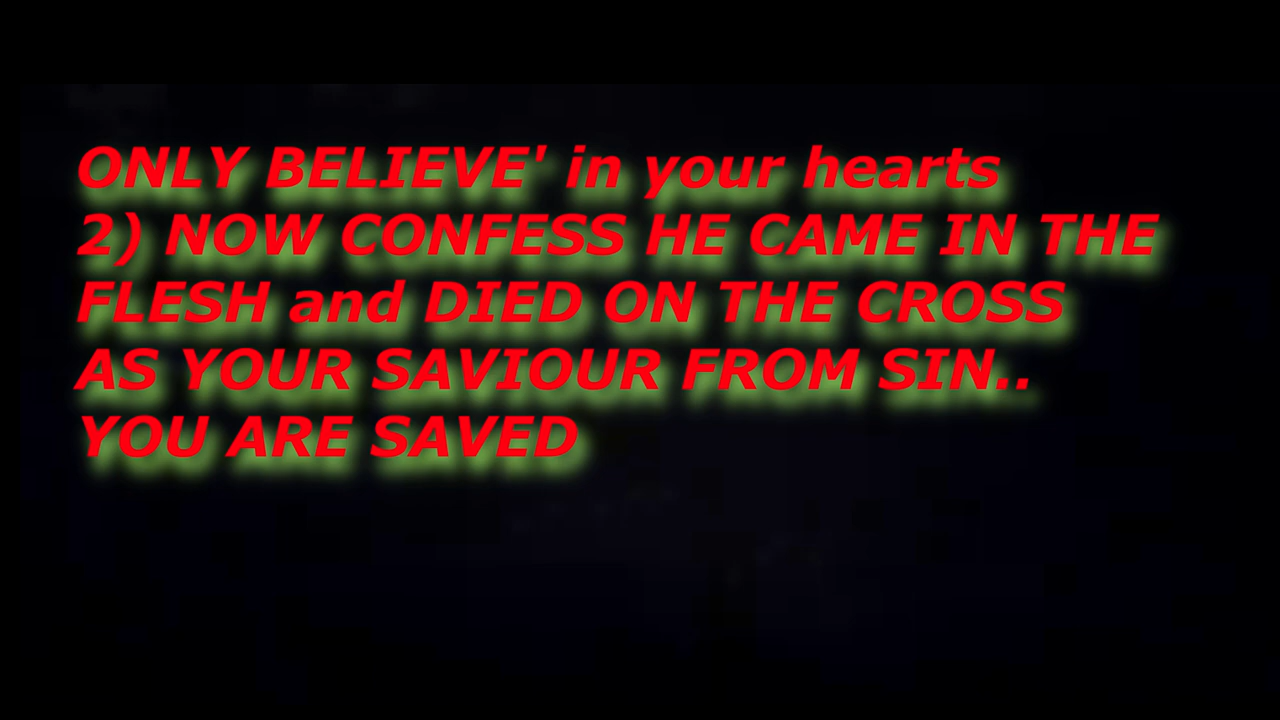 ONLY BELIEVE' in your hearts
2) NOW CONFESS HE CAME IN THE
FLESH and DIED ON THE CROSS
AS YOUR SAVIOUR FROM SIN..
YOU ARE SAVED